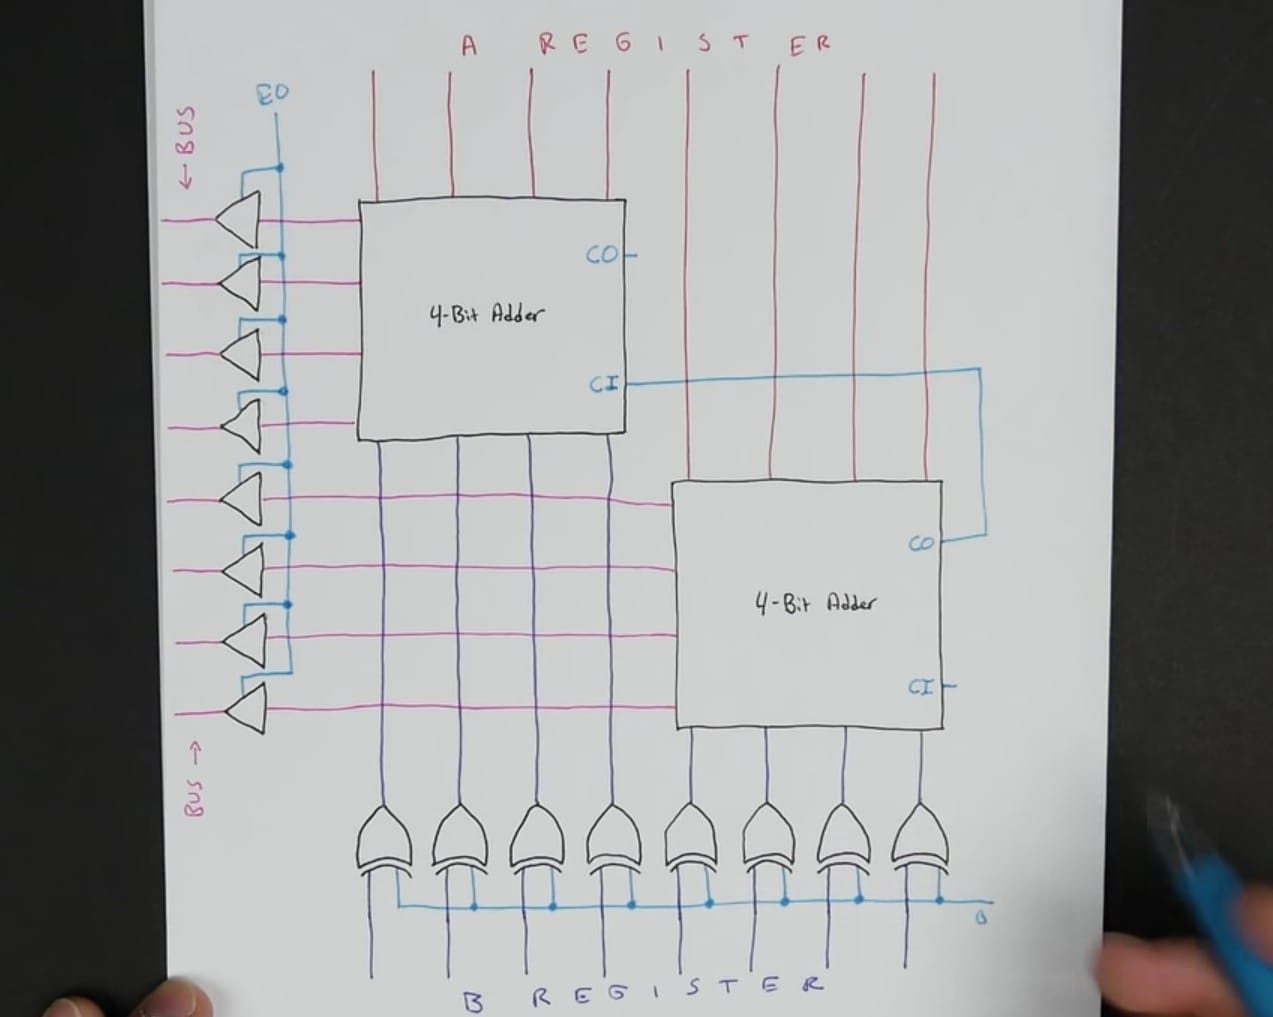 A REGISTER
EO
← BUS
CO
4-Bit Adder
CI
CO
4-Bit Adder
CI
BUS →
0
B REGISTER